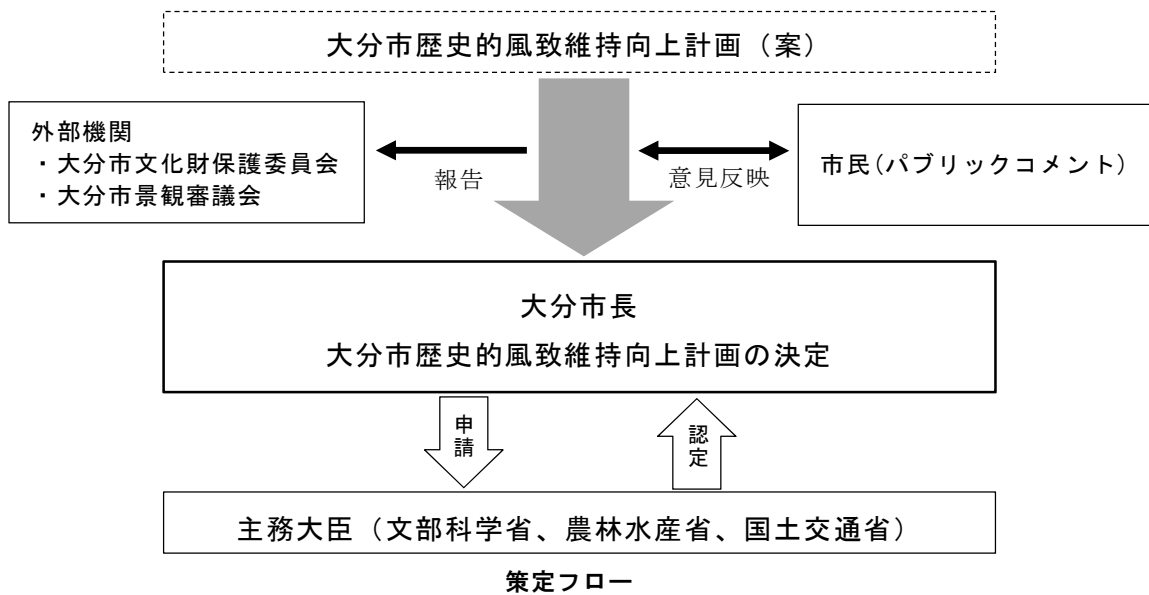 大分市歴史的風致維持向上計画（案）
外部機関
・大分市文化財保護委員会
・大分市景観審議会
報告
意見反映
市民(パブリックコメント)
大分市長
大分市歴史的風致維持向上計画の決定
申請
認定
主務大臣（文部科学省、農林水産省、国土交通省）
策定フロー